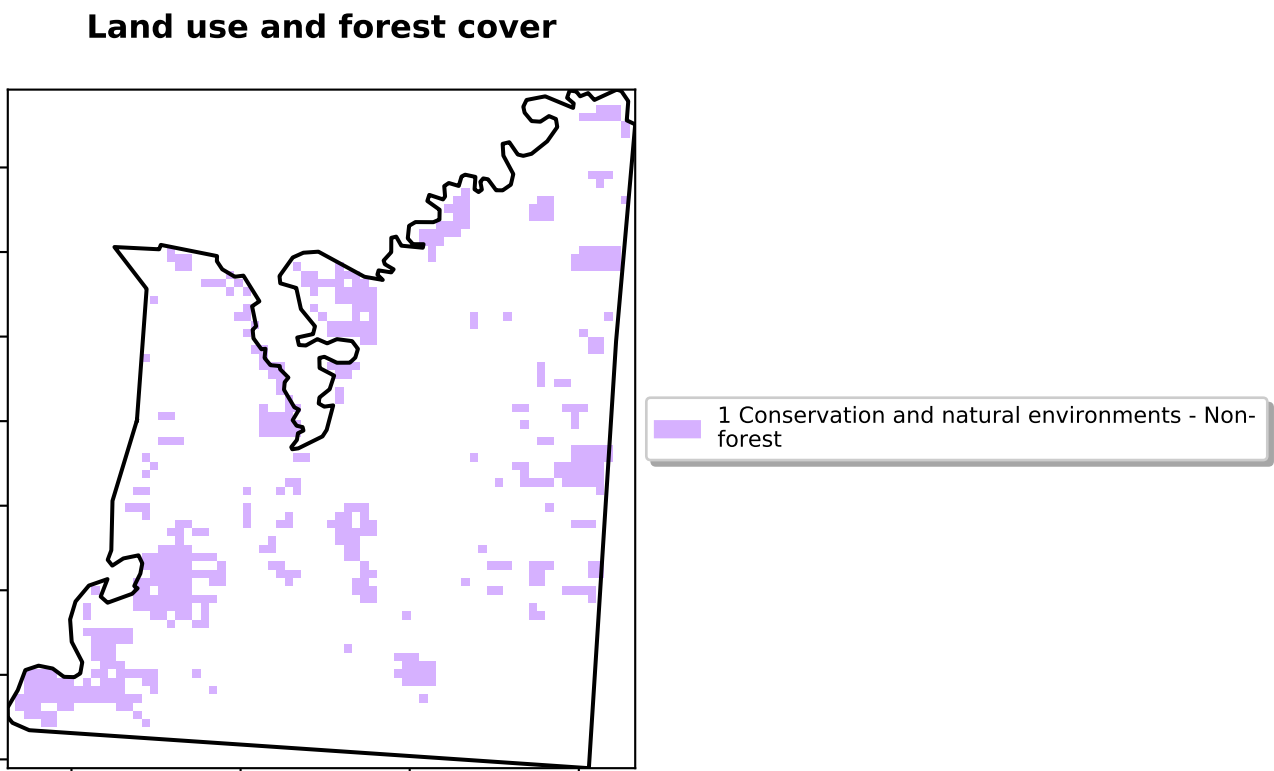 Land use and forest cover
1 Conservation and natural environments - Non-
forest